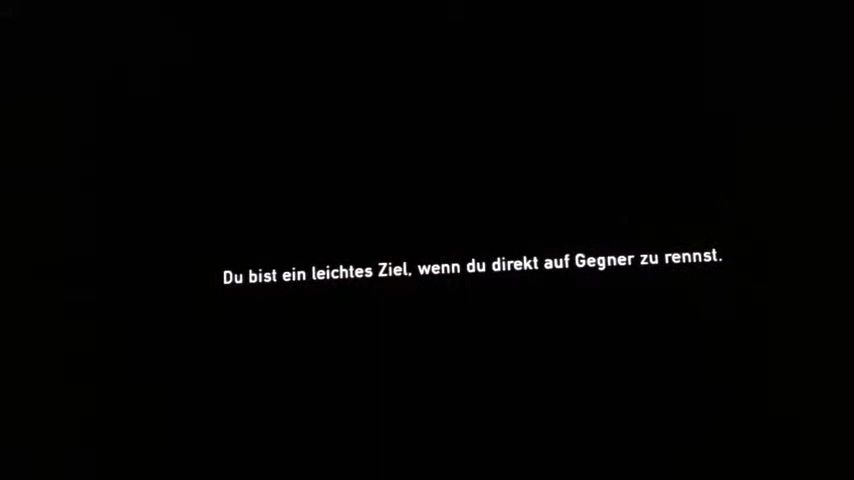 Du bist ein leichtes Ziel, wenn du direkt auf Gegner zu rennst.